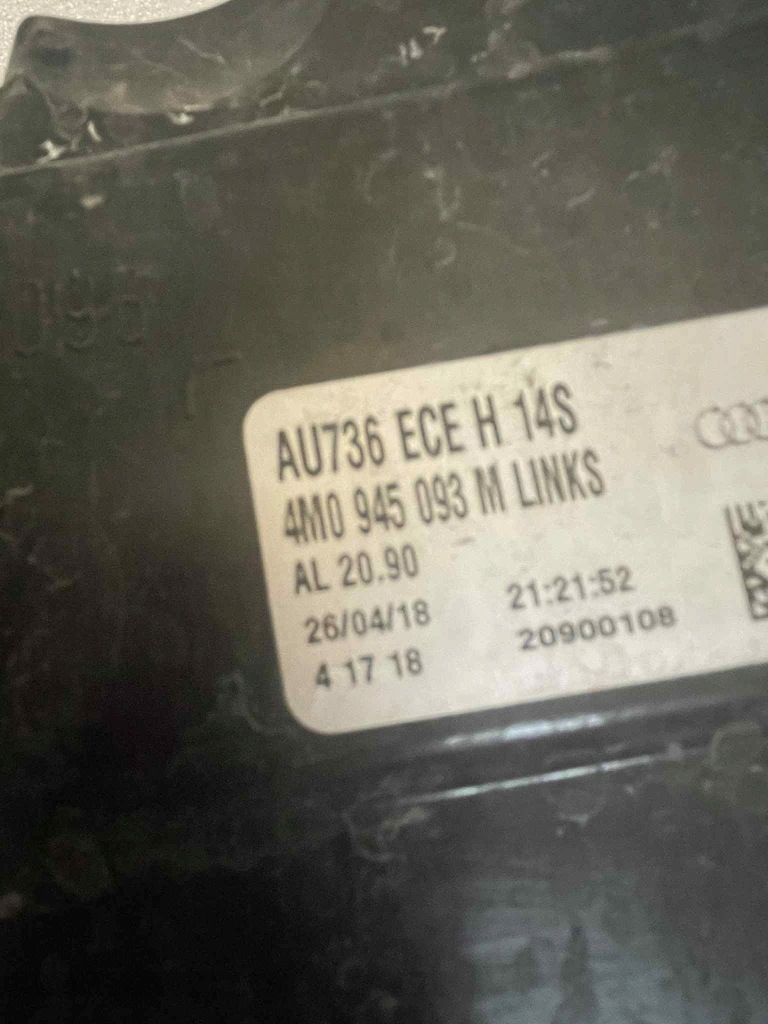 AU736 ECE H 14S
4M0 945 093 M LINKS
AL 20.90
26/04/18 21:21:52
4 17 18 20900108